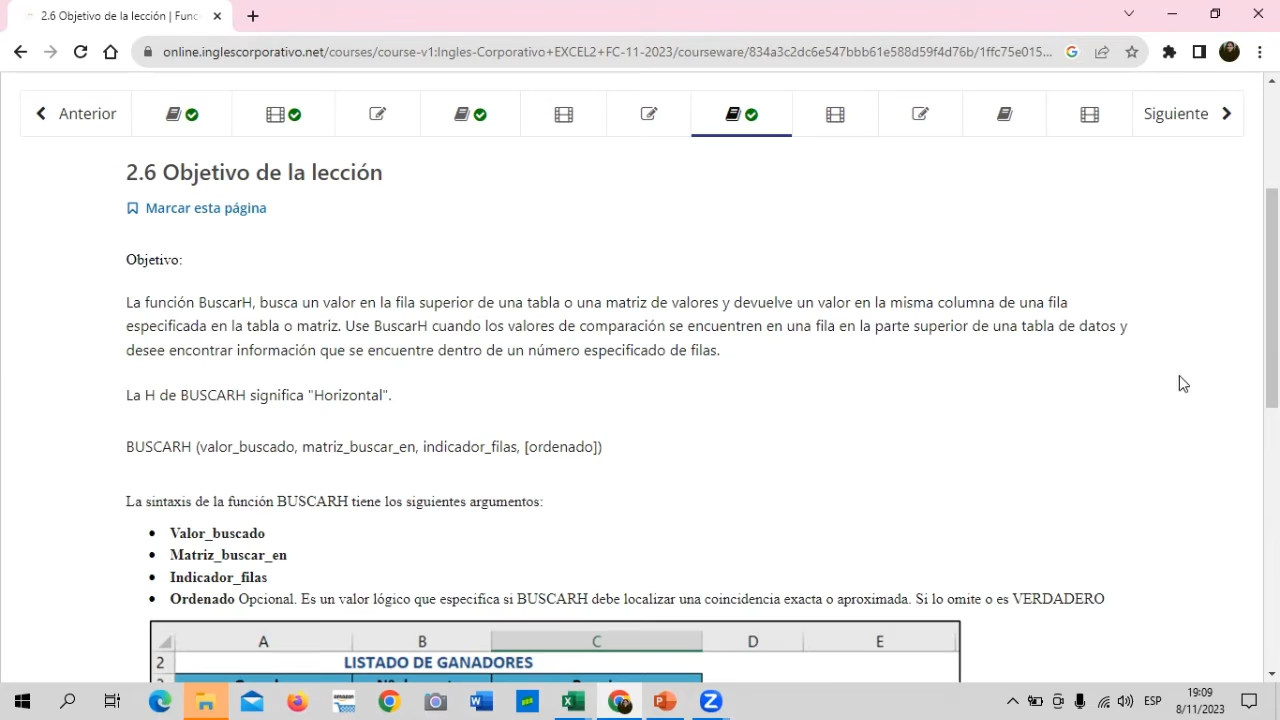 2.6 Objetivo de la lección | Func
online.inglescorporativo.net/courses/course-v1:Ingles-Corporativo+EXCEL2+FC-11-2023/courseware/834a3c2dc6e547bbb61e588d59f4d76b/1ffc75e015...
Anterior
Siguiente
2.6 Objetivo de la lección
Marcar esta página
Objetivo:
La función BuscarH, busca un valor en la fila superior de una tabla o una matriz de valores y devuelve un valor en la misma columna de una fila
especificada en la tabla o matriz. Use BuscarH cuando los valores de comparación se encuentren en una fila en la parte superior de una tabla de datos y
desee encontrar información que se encuentre dentro de un número especificado de filas.
La H de BUSCARH significa "Horizontal".
BUSCARH (valor_buscado, matriz_buscar_en, indicador_filas, [ordenado])
La sintaxis de la función BUSCARH tiene los siguientes argumentos:
• Valor_buscado
• Matriz_buscar_en
• Indicador_filas
• Ordenado Opcional. Es un valor lógico que especifica si BUSCARH debe localizar una coincidencia exacta o aproximada. Si lo omite o es VERDADERO
A B C D E
2 LISTADO DE GANADORES
ESP
19:09
8/11/2023